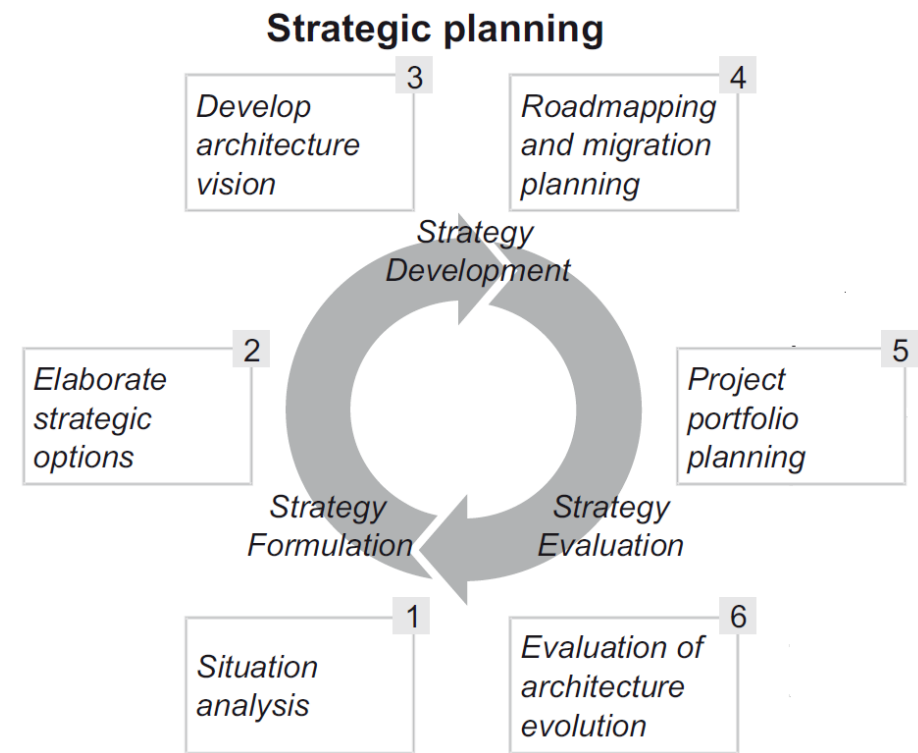 Strategic planning
3
Develop
architecture
vision
4
Roadmapping
and migration
planning
Strategy
Development
2
Elaborate
strategic
options
5
Project
portfolio
planning
Strategy
Formulation
Strategy
Evaluation
1
Situation
analysis
6
Evaluation of
architecture
evolution